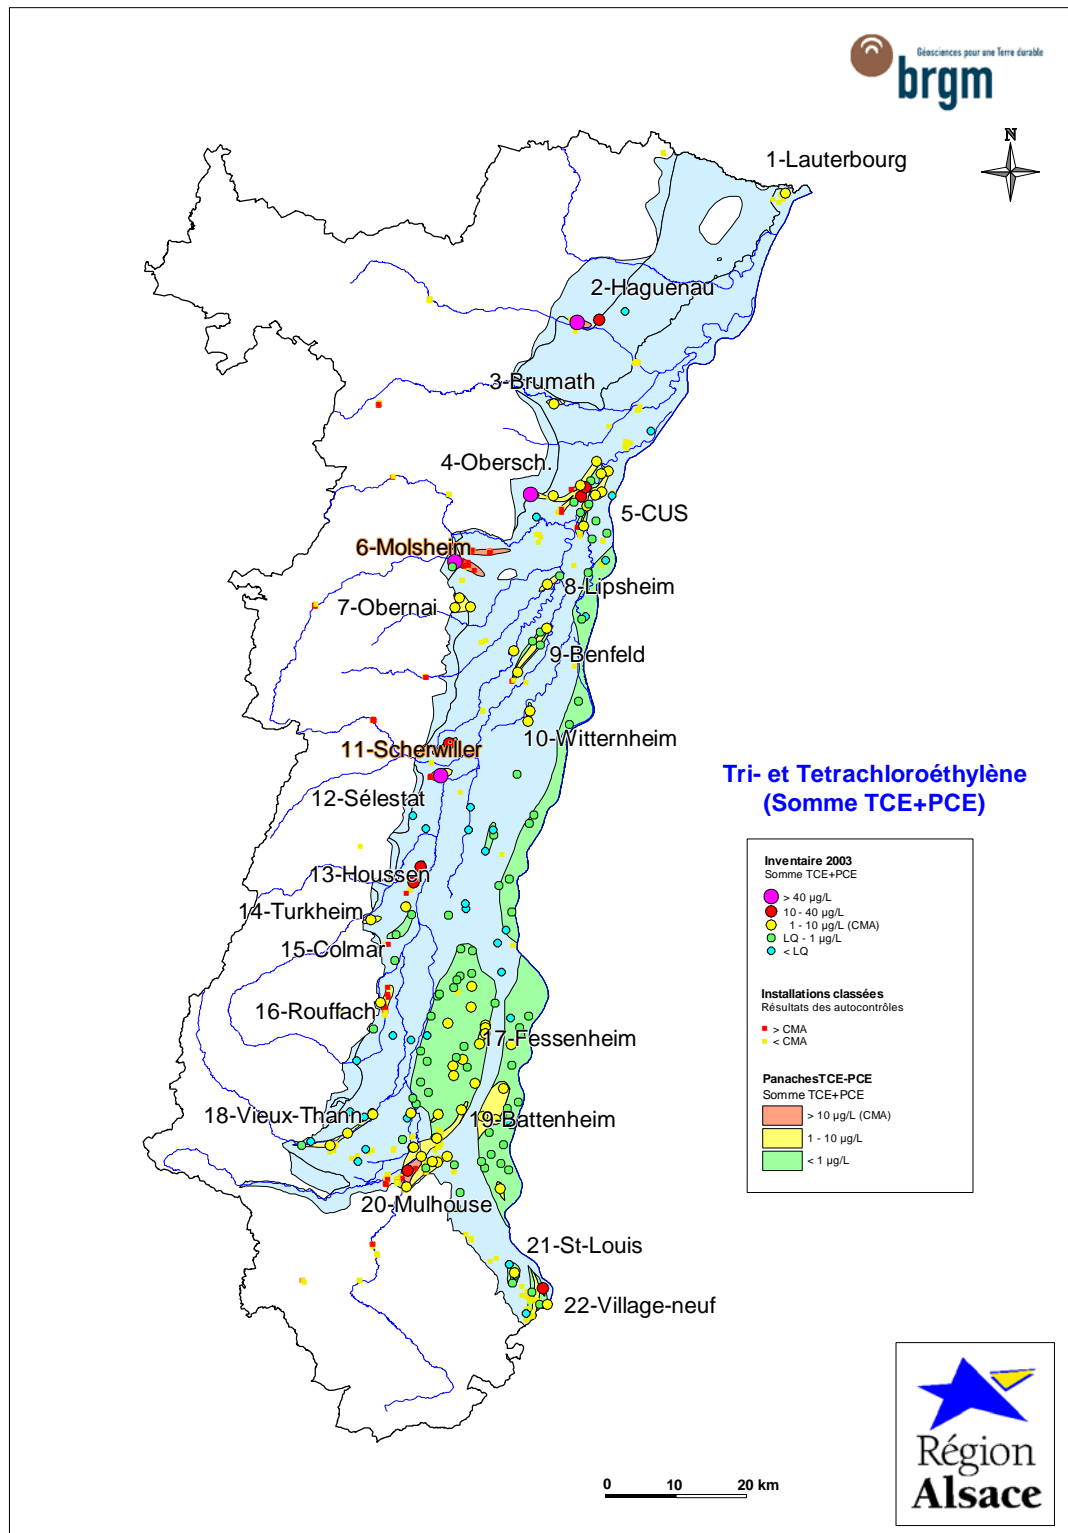 Géosciences pour une Terre durable
brgm
N
1-Lauterbourg
2-Haguenau
3-Brumath
4-Obersch.
5-CUS
6-Molsheim
8-Lipsheim
7-Obernai
9-Benfeld
10-Witternheim
11-Scherwiller
12-Sélestat
13-Houssen
14-Turkheim
15-Colmar
16-Rouffach
17-Fessenheim
18-Vieux-Thann
19-Battenheim
20-Mulhouse
21-St-Louis
22-Village-neuf
Tri- et Tetrachloroéthylène
(Somme TCE+PCE)
Inventaire 2003
Somme TCE+PCE
> 40 µg/L
10 - 40 µg/L
1 - 10 µg/L (CMA)
LQ - 1 µg/L
< LQ
Installations classées
Résultats des autocontrôles
> CMA
< CMA
PanachesTCE-PCE
Somme TCE+PCE
> 10 µg/L (CMA)
1 - 10 µg/L
< 1 µg/L
0 10 20 km
Région
Alsace